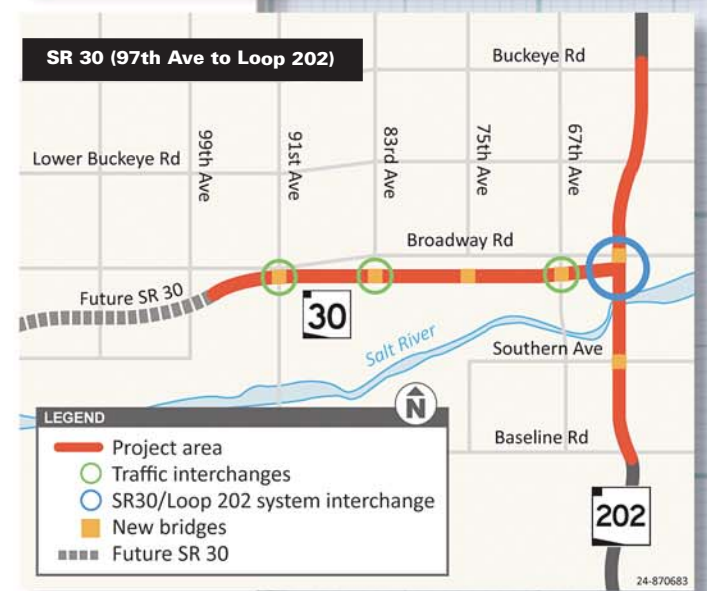 SR 30 (97th Ave to Loop 202)
Buckeye Rd
99th Ave
91st Ave
83rd Ave
75th Ave
67th Ave
Lower Buckeye Rd
Broadway Rd
Future SR 30
30
Salt River
Southern Ave
N
LEGEND
Project area
Traffic interchanges
SR30/Loop 202 system interchange
New bridges
Future SR 30
Baseline Rd
202
24-870683